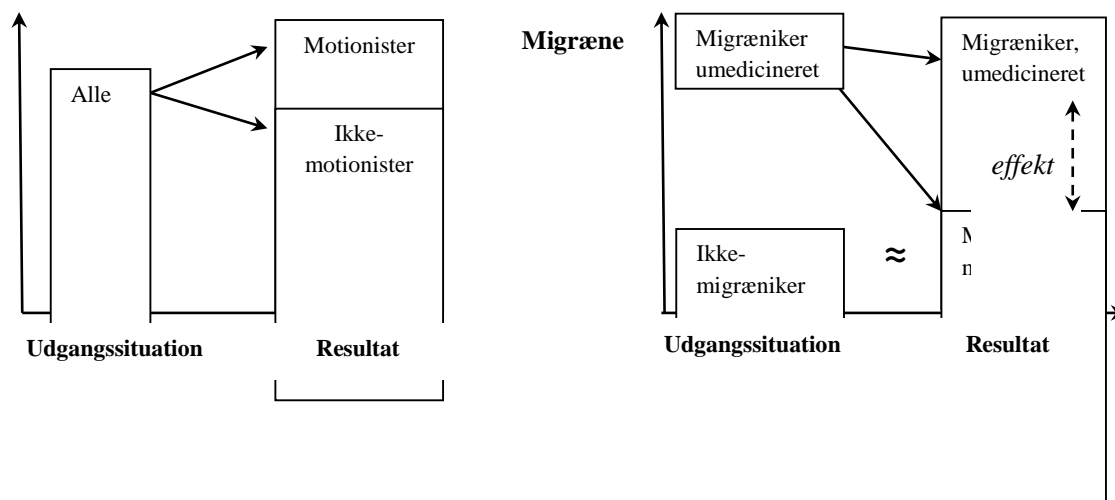 Motionister
Alle
Ikke-
motionister
Udgangssituation
Resultat
Migræne
Migræniker
umedicineret
Migræniker,
umedicineret
effekt
Ikke-
migræniker
≈
Udgangssituation
Resultat